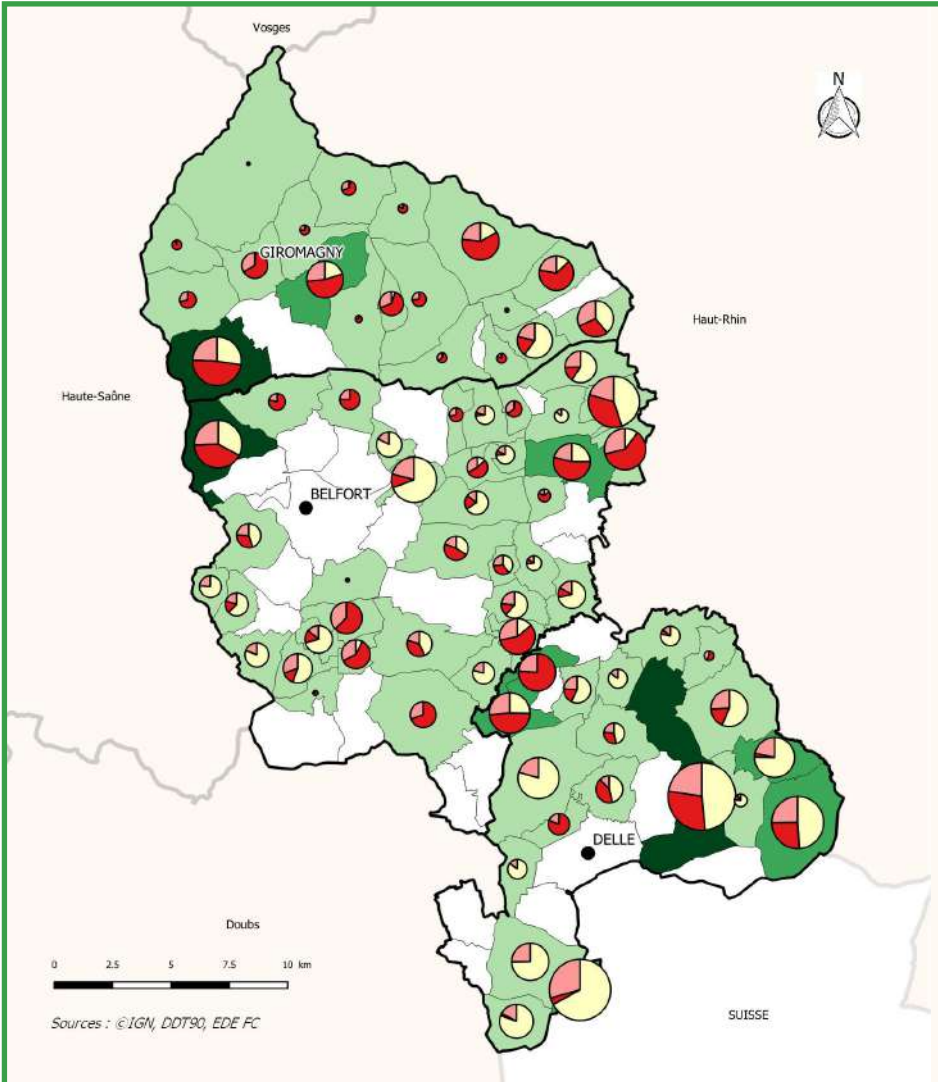 Vosges
N
GIROMAGNY
Haut-Rhin
Haute-Saône
BELFORT
DELLE
Doubs
0 2.5 5 7.5 10 km
SUISSE
Sources : ©IGN, DDT90, EDE FC